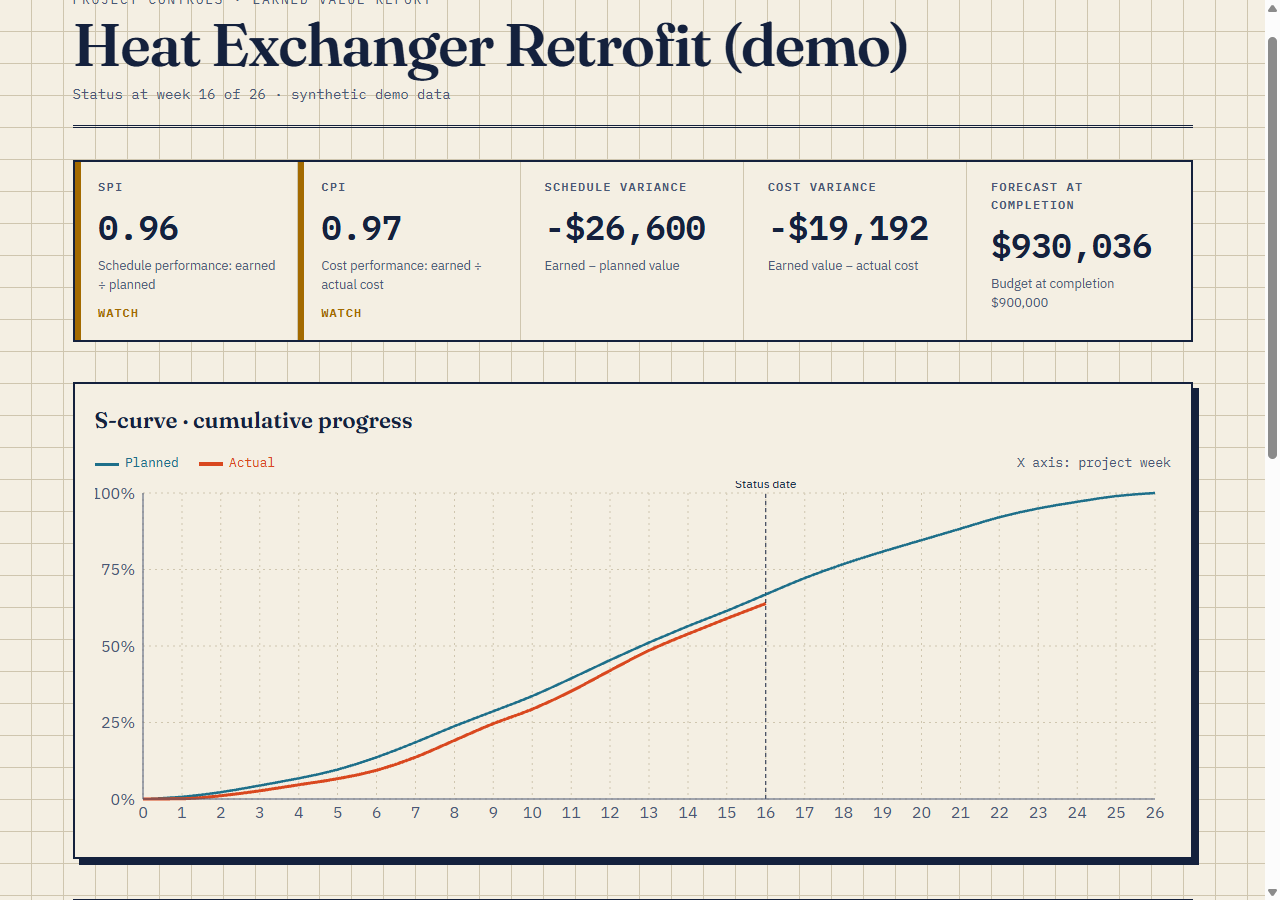 PROJECT CONTROLS · EARNED VALUE REPORT
Heat Exchanger Retrofit (demo)
Status at week 16 of 26 · synthetic demo data
SPI
0.96
Schedule performance: earned
÷ planned
WATCH
CPI
0.97
Cost performance: earned ÷
actual cost
WATCH
SCHEDULE VARIANCE
-$26,600
Earned – planned value
COST VARIANCE
-$19,192
Earned value – actual cost
FORECAST AT
COMPLETION
$930,036
Budget at completion
$900,000
S-curve · cumulative progress
Planned Actual
X axis: project week
Status date
100%
75%
50%
25%
0%
0 1 2 3 4 5 6 7 8 9 10 11 12 13 14 15 16 17 18 19 20 21 22 23 24 25 26